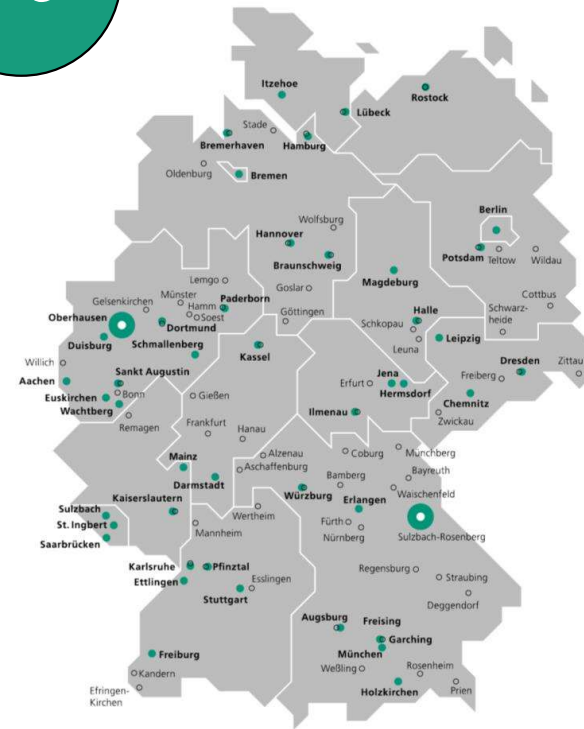 Itzehoe
Rostock
Lübeck
Stade
Bremerhaven
Hamburg
Oldenburg
Bremen
Wolfsburg
Berlin
Hannover
Braunschweig
Potsdam
Teltow
Wildau
Magdeburg
Lemgo
Goslar
Münster
Paderborn
Gelsenkirchen
Hamm
Soest
Göttingen
Cottbus
Oberhausen
Dortmund
Halle
Schwarz-
heide
Schkopau
Duisburg
Schmallenberg
Kassel
Leuna
Leipzig
Willich
Sankt Augustin
Jena
Dresden
Zittau
Aachen
Erfurt
Hermsdorf
Freiberg
Euskirchen
Bonn
Gießen
Chemnitz
Wachtberg
Ilmenau
Zwickau
Remagen
Frankfurt
Hanau
Mainz
Alzenau
Coburg
Münchberg
Aschaffenburg
Bamberg
Bayreuth
Darmstadt
Würzburg
Waischenfeld
Kaiserslautern
Erlangen
Sulzbach
Wertheim
Fürth
St. Ingbert
Mannheim
Nürnberg
Sulzbach-Rosenberg
Saarbrücken
Karlsruhe
Pfinztal
Regensburg
Ettlingen
Esslingen
Straubing
Stuttgart
Deggendorf
Augsburg
Freising
Garching
Freiburg
München
Kandern
Weßling
Rosenheim
Efringen-
Kirchen
Holzkirchen
Prien